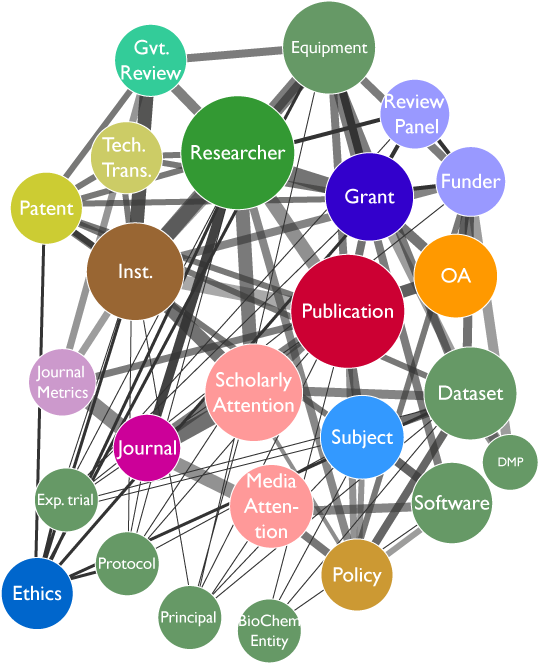 Gvt.
Review
Equipment
Review
Panel
Tech.
Trans.
Researcher
Grant
Funder
Patent
Inst.
OA
Publication
Journal
Metrics
Scholarly
Attention
Dataset
Journal
Subject
DMP
Exp. trial
Media
Atten-
tion
Software
Ethics
Protocol
Policy
Principal
BioChem
Entity